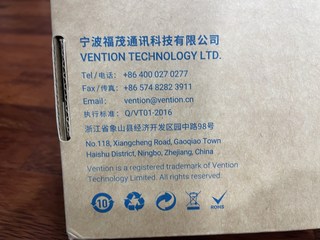 宁波福茂通讯科技有限公司
VENTION TECHNOLOGY LTD.
Tel / 电话： +86 400 027 0277
Fax / 传真： +86 574 8282 3911
Email： vention@vention.cn
执行标准： Q/VT01-2016
浙江省象山县经济开发区园中路98号
No 118, Xiangcheng Road, Gaoqiao Town
Haishu District, Ningbo, Zhejiang, China
Vention is a registered trademark of Vention
Technology Limited. All rights reserved.
10
RoHS